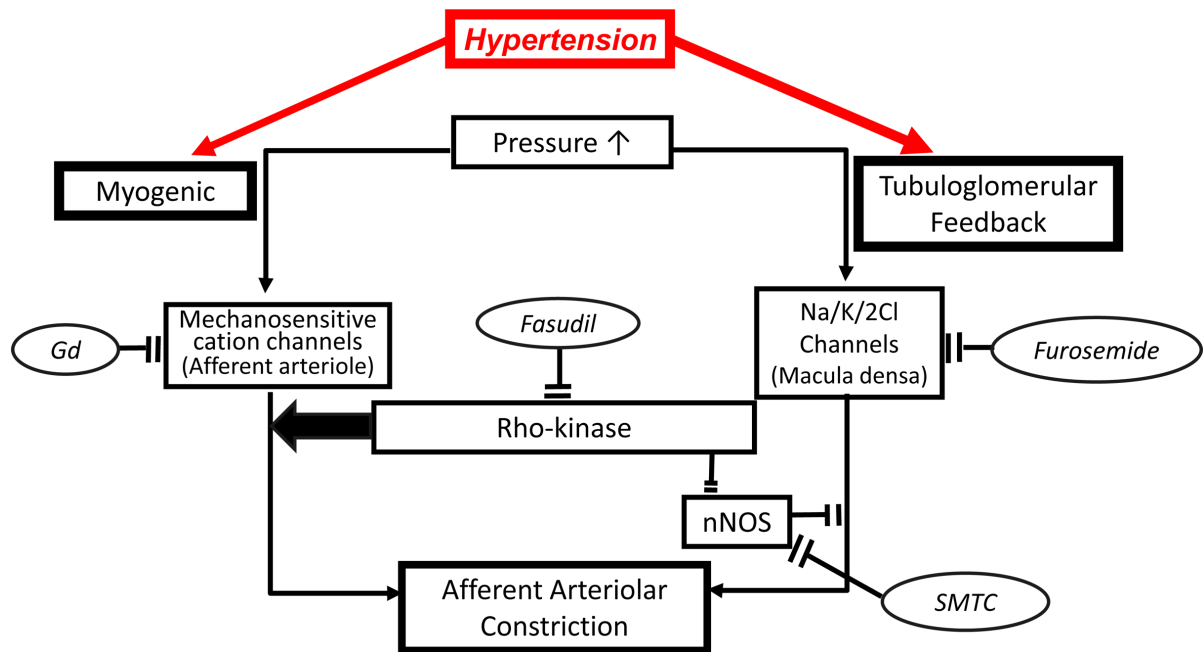 Hypertension
Pressure ↑
Myogenic
Tubuloglomerular
Feedback
Mechanosensitive
cation channels
(Afferent arteriole)
Gd
Fasudil
Na/K/2Cl
Channels
(Macula densa)
Furosemide
Rho-kinase
nNOS
Afferent Arteriolar
Constriction
SMTC